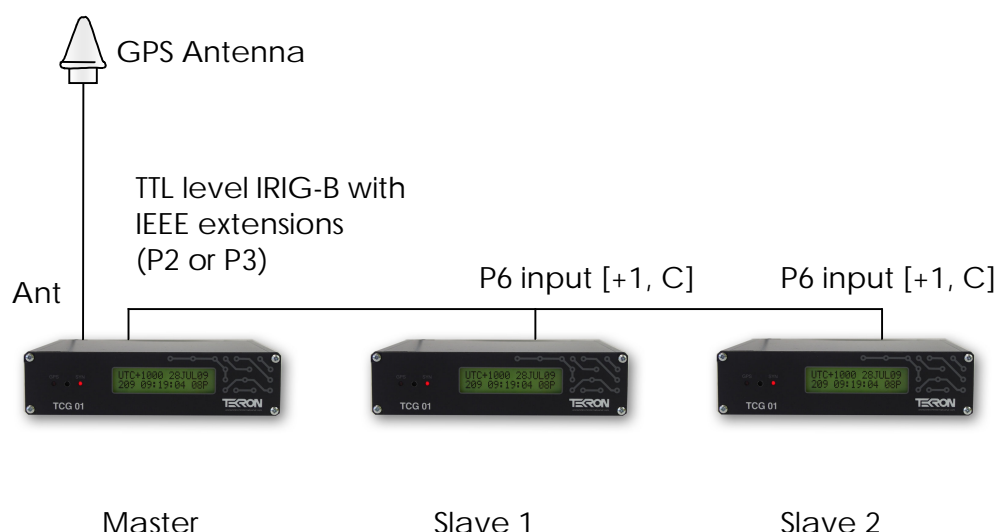 GPS Antenna
TTL level IRIG-B with
IEEE extensions
(P2 or P3)
Ant
P6 input [+1, C]
P6 input [+1, C]
UTC+1000 28JUL09
209 09:19:04 08P
TCG 01
TEKRON
UTC+1000 28JUL09
209 09:19:04 08P
TCG 01
TEKRON
UTC+1000 28JUL09
209 09:19:04 08P
TCG 01
TEKRON
Master
Slave 1
Slave 2